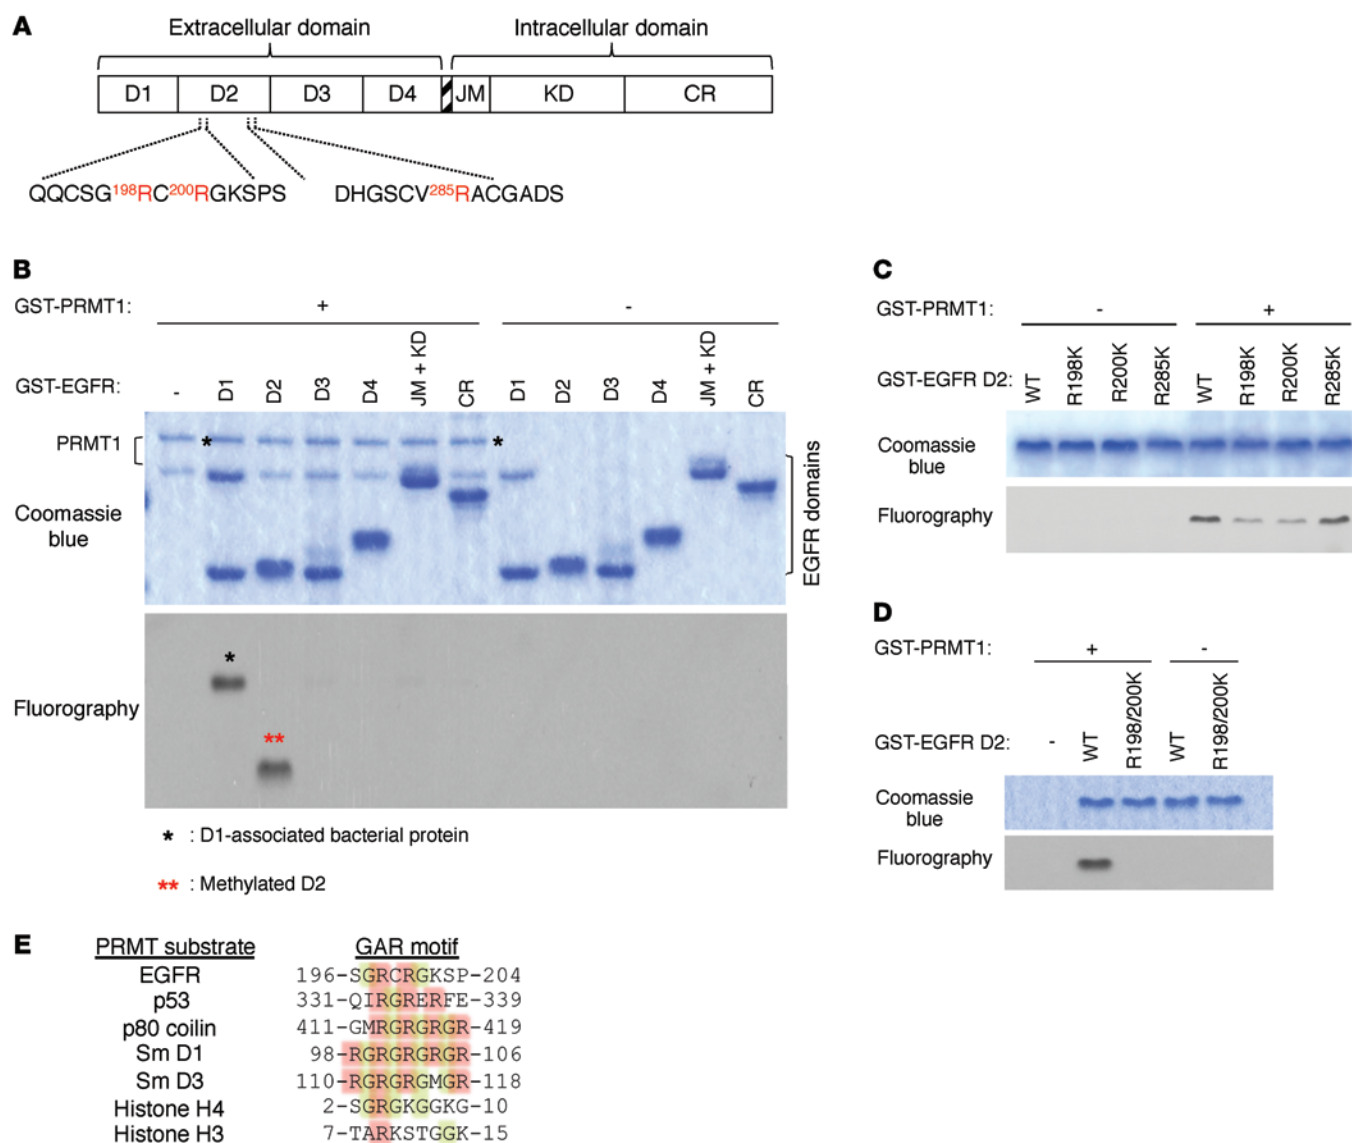 A
Extracellular domain
Intracellular domain
D1 D2 D3 D4 JM KD CR
QQCSG198RC200RGKSPS
DHGSCV285RACGADS
B
GST-PRMT1: + -
GST-EGFR: - D1 D2 D3 D4 JM + KD CR D1 D2 D3 D4 JM + KD CR
PRMT1
* *
Coomassie blue
EGFR domains
Fluorography
*
**
* : D1-associated bacterial protein
** : Methylated D2
C
GST-PRMT1: - +
GST-EGFR D2: WT R198K R200K R285K WT R198K R200K R285K
Coomassie blue
Fluorography
D
GST-PRMT1: + -
GST-EGFR D2: - WT R198/200K WT R198/200K
Coomassie blue
Fluorography
E
PRMT substrate GAR motif
EGFR 196-SGRCRGKSP-204
p53 331-QIRGRERFE-339
p80 coilin 411-GMRGRGRGR-419
Sm D1 98-RGRGRGRGR-106
Sm D3 110-RGRGRGMGR-118
Histone H4 2-SGRGKGGKG-10
Histone H3 7-TARKSTGGK-15